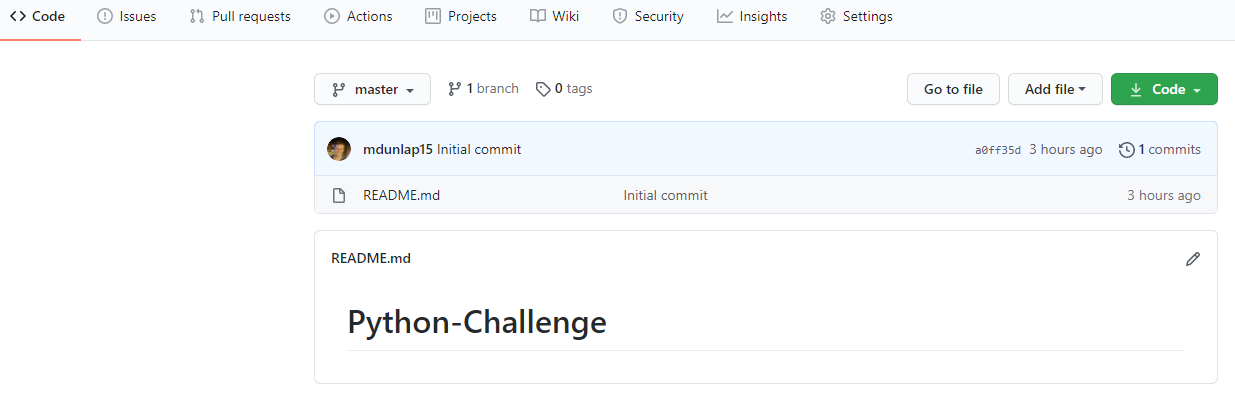 Code Issues Pull requests Actions Projects Wiki Security Insights Settings
master 1 branch 0 tags Go to file Add file Code
mdunlap15 Initial commit a0ff35d 3 hours ago 1 commits
README.md Initial commit 3 hours ago
README.md
Python-Challenge